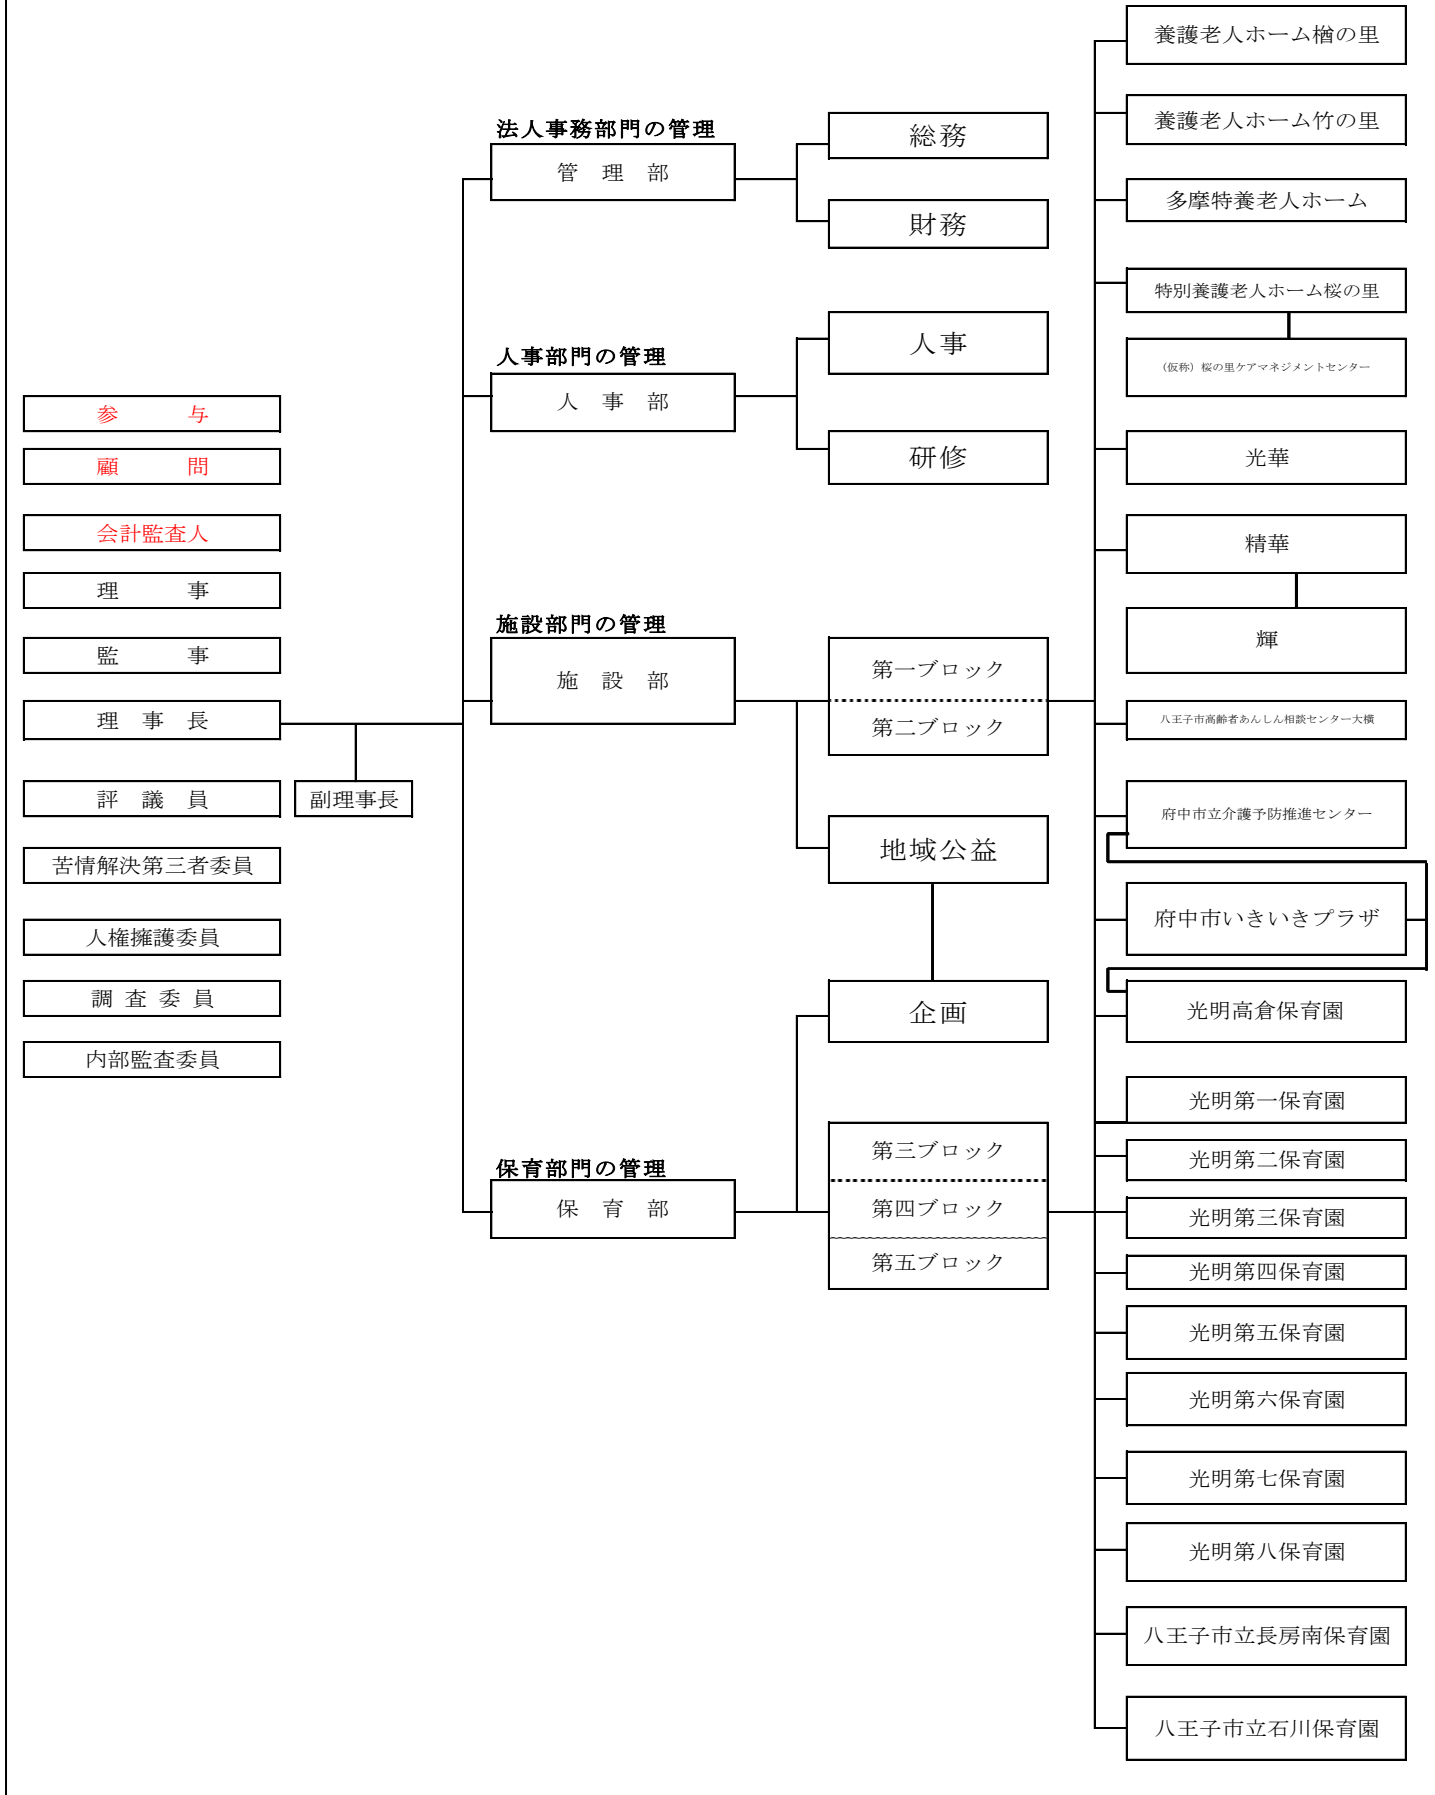 参　　与
顧　　問
会計監査人
理　　事
監　　事
理　事　長
評　議　員
苦情解決第三者委員
人権擁護委員
調 査 委 員
内部監査委員
副理事長
法人事務部門の管理
管　理　部
人事部門の管理
人　事　部
施設部門の管理
施　設　部
保育部門の管理
保　育　部
総務
財務
人事
研修
第一ブロック
第二ブロック
地域公益
企画
第三ブロック
第四ブロック
第五ブロック
養護老人ホーム楢の里
養護老人ホーム竹の里
多摩特養老人ホーム
特別養護老人ホーム桜の里
（仮称）桜の里ケアマネジメントセンター
光華
精華
輝
八王子市高齢者あんしん相談センター大横
府中市立介護予防推進センター
府中市いきいきプラザ
光明高倉保育園
光明第一保育園
光明第二保育園
光明第三保育園
光明第四保育園
光明第五保育園
光明第六保育園
光明第七保育園
光明第八保育園
八王子市立長房南保育園
八王子市立石川保育園